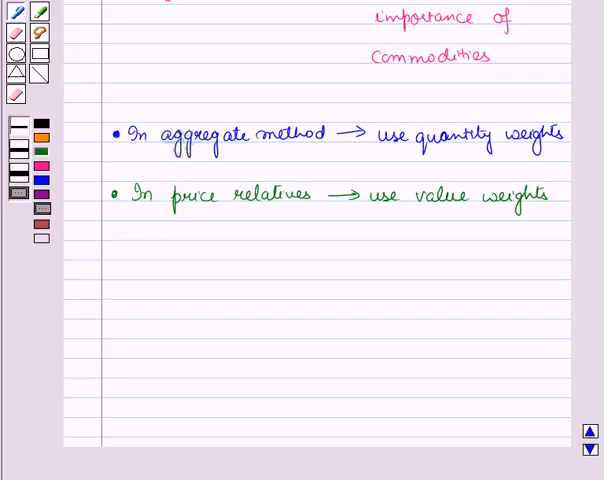 importance of
commodities
• In aggregate method → use quantity weights
• In price relatives → use value weights